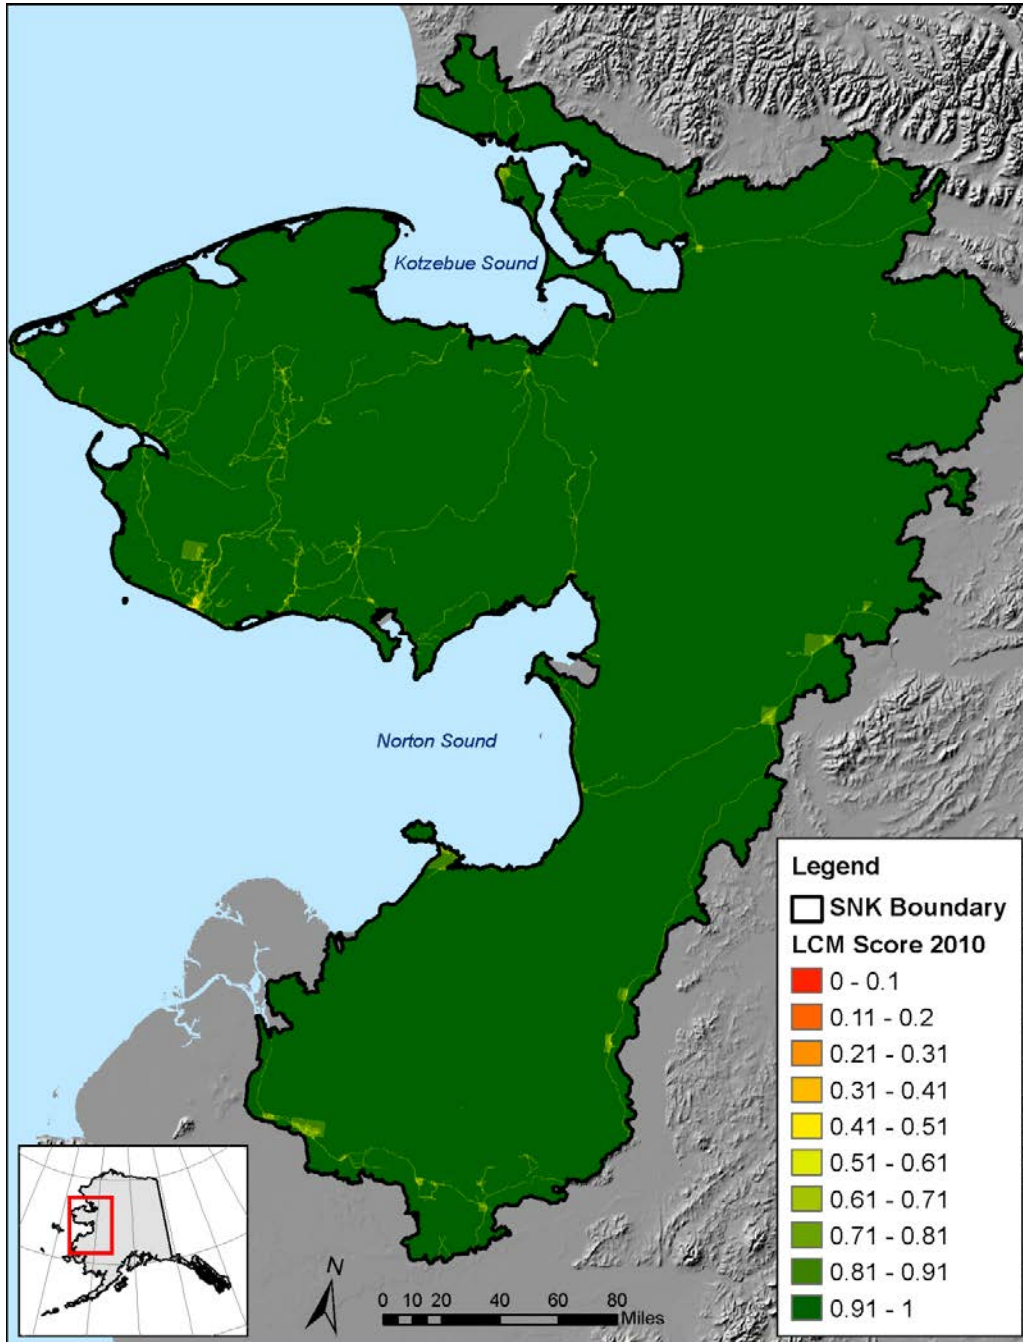 Kotzebue Sound
Norton Sound
Legend
SNK Boundary
LCM Score 2010
0 - 0.1
0.11 - 0.2
0.21 - 0.31
0.31 - 0.41
0.41 - 0.51
0.51 - 0.61
0.61 - 0.71
0.71 - 0.81
0.81 - 0.91
0.91 - 1
N
0 10 20 40 60 80
Miles